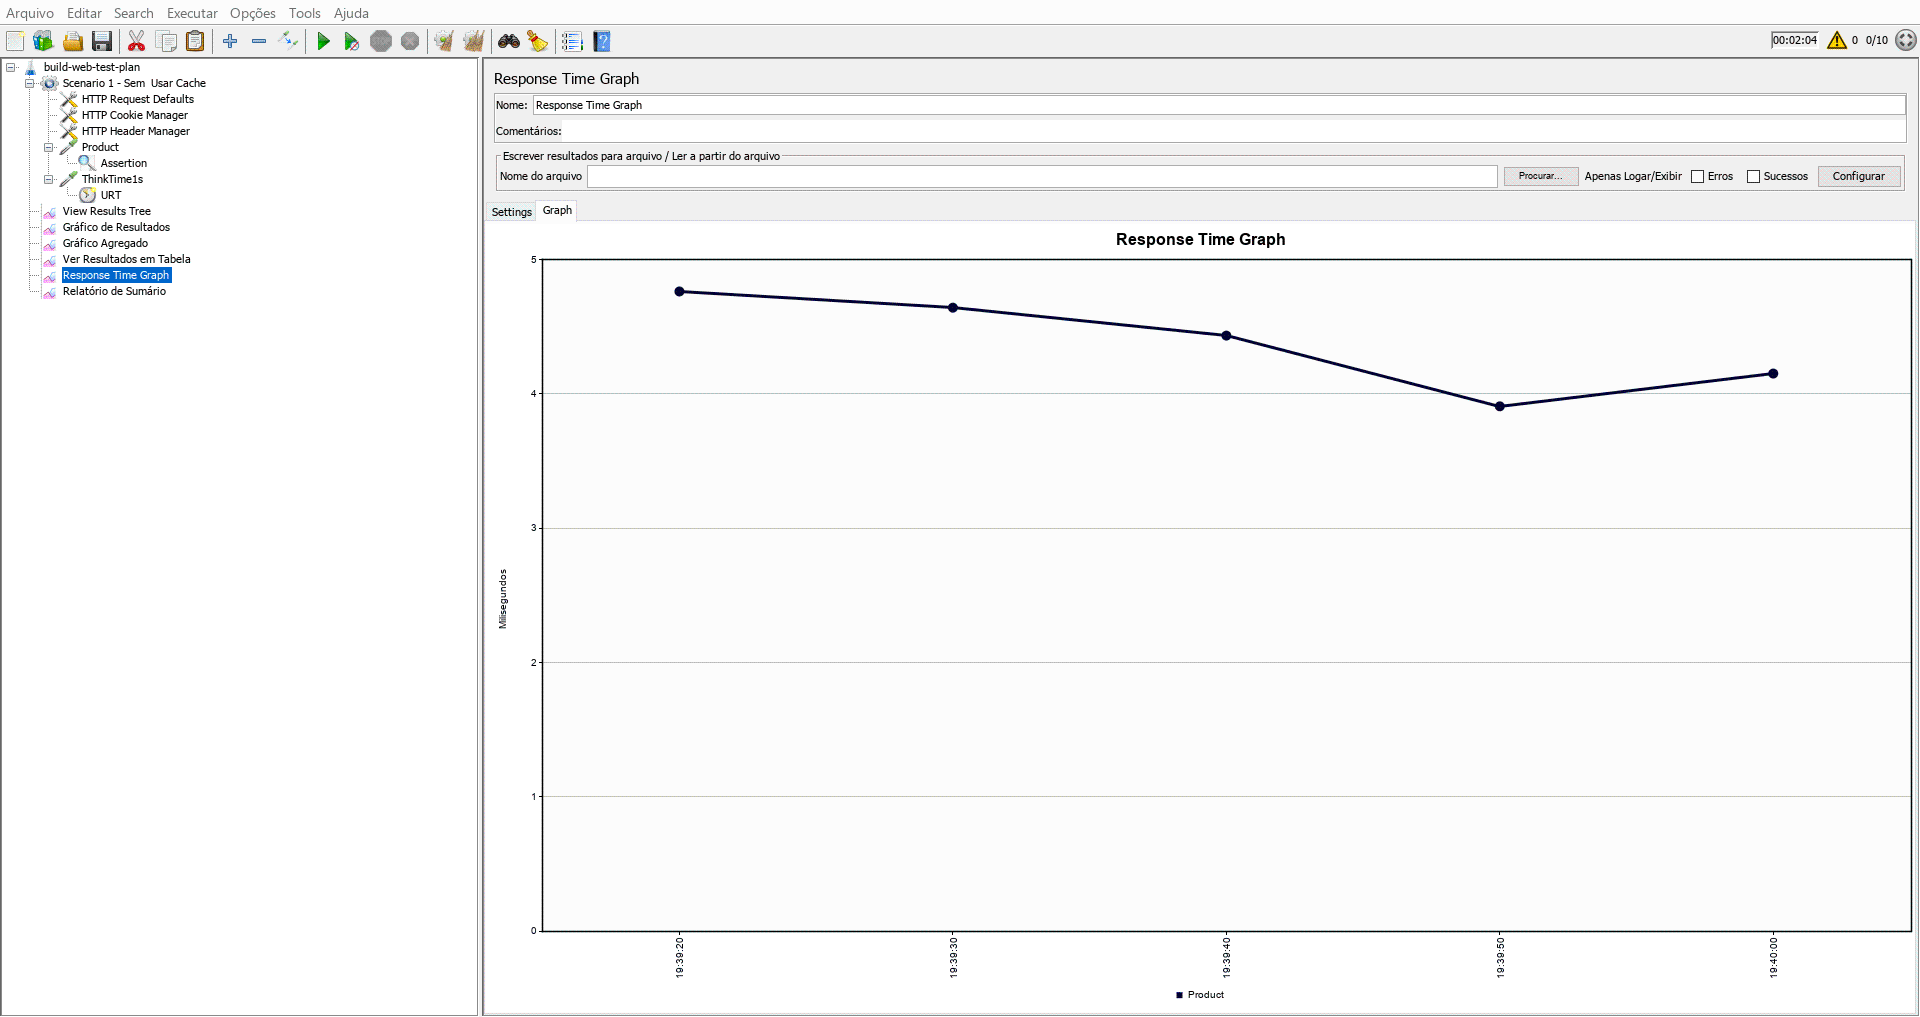 Arquivo Editar Search Executar Opções Tools Ajuda
00:02:04 0 0/10
build-web-test-plan
Scenario 1 - Sem  Usar Cache
HTTP Request Defaults
HTTP Cookie Manager
HTTP Header Manager
Product
Assertion
ThinkTime1s
URT
View Results Tree
Gráfico de Resultados
Gráfico Agregado
Ver Resultados em Tabela
Response Time Graph
Relatório de Sumário
Response Time Graph
Nome: Response Time Graph
Comentários:
Escrever resultados para arquivo / Ler a partir do arquivo
Nome do arquivo Procurar... Apenas Logar/Exibir Erros Sucessos Configurar
Settings Graph
Response Time Graph
5
4
3
2
1
0
Milisegundos
19:39:20 19:39:30 19:39:40 19:39:50 19:40:00
Product